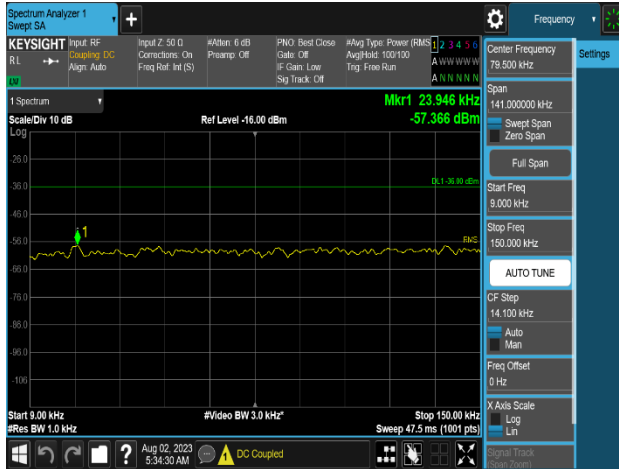 Spectrum Analyzer 1
Swept SA
+
Frequency
KEYSIGHT
RL
Input: RF
Coupling: DC
Align: Auto
Input Z: 50 Ω
Corrections: On
Freq Ref: Int (S)
#Atten: 6 dB
Preamp: Off
PNO: Best Close
Gate: Off
IF Gain: Low
Sig Track: Off
#Avg Type: Power (RMS
Avg|Hold: 100/100
Trig: Free Run
1 2 3 4 5 6
A W W W W W
A N N N N N
1 Spectrum
Scale/Div 10 dB
Log
Ref Level -16.00 dBm
Mkr1 23.946 kHz
-57.366 dBm
-26.0
-36.0
-46.0
-56.0
-66.0
-76.0
-86.0
-96.0
-106
DL1 -36.00 dBm
1
RMS
Start 9.00 kHz
#Res BW 1.0 kHz
#Video BW 3.0 kHz*
Stop 150.00 kHz
Sweep 47.5 ms (1001 pts)
Settings
Center Frequency
79.500 kHz
Span
141.000000 kHz
Swept Span
Zero Span
Full Span
Start Freq
9.000 kHz
Stop Freq
150.000 kHz
AUTO TUNE
CF Step
14.100 kHz
Auto
Man
Freq Offset
0 Hz
X Axis Scale
Log
Lin
Signal Track
(Span Zoom)
?
Aug 02, 2023
5:34:30 AM
DC Coupled